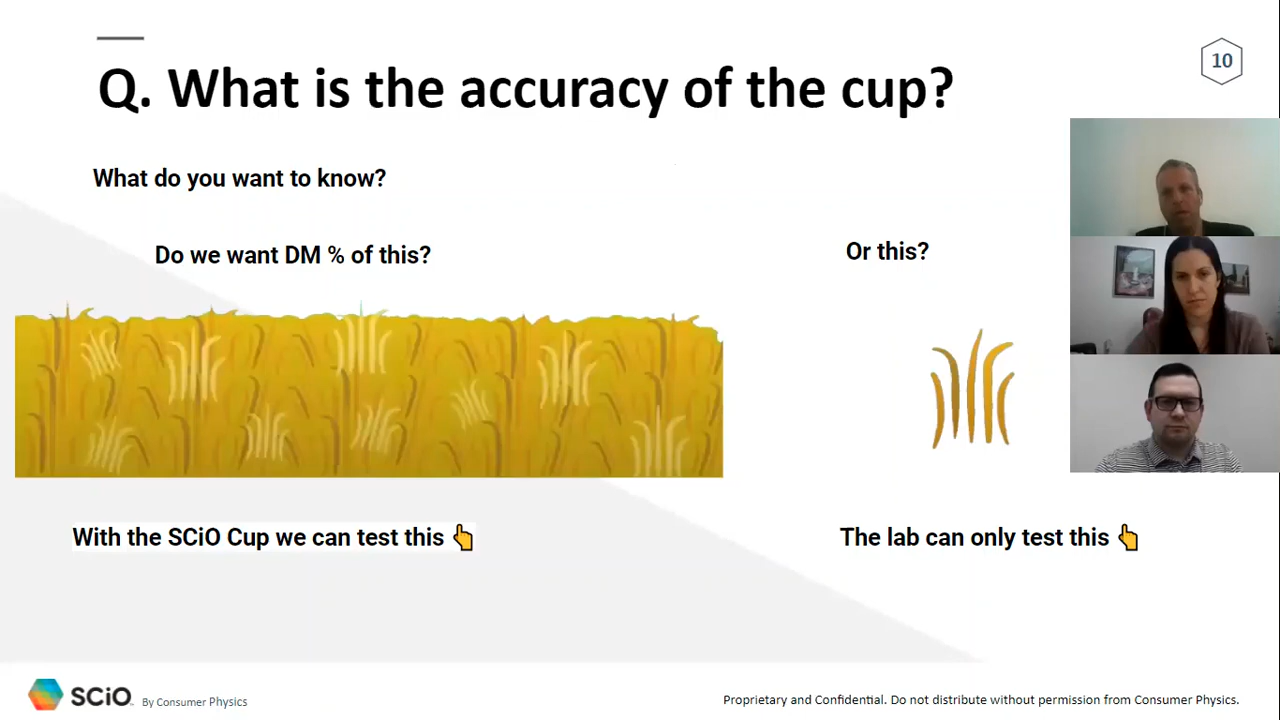 10
Q. What is the accuracy of the cup?
What do you want to know?
Do we want DM % of this?
Or this?
With the SCiO Cup we can test this 👆
The lab can only test this 👆
SCiO
By Consumer Physics
Proprietary and Confidential. Do not distribute without permission from Consumer Physics.